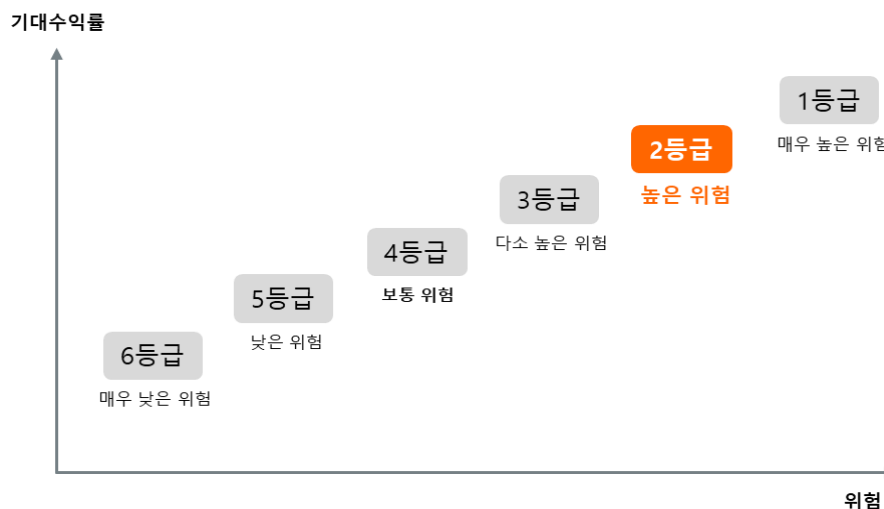 기대수익률
1등급
매우 높은 위험
2등급
높은 위험
3등급
다소 높은 위험
4등급
보통 위험
5등급
낮은 위험
6등급
매우 낮은 위험
위험